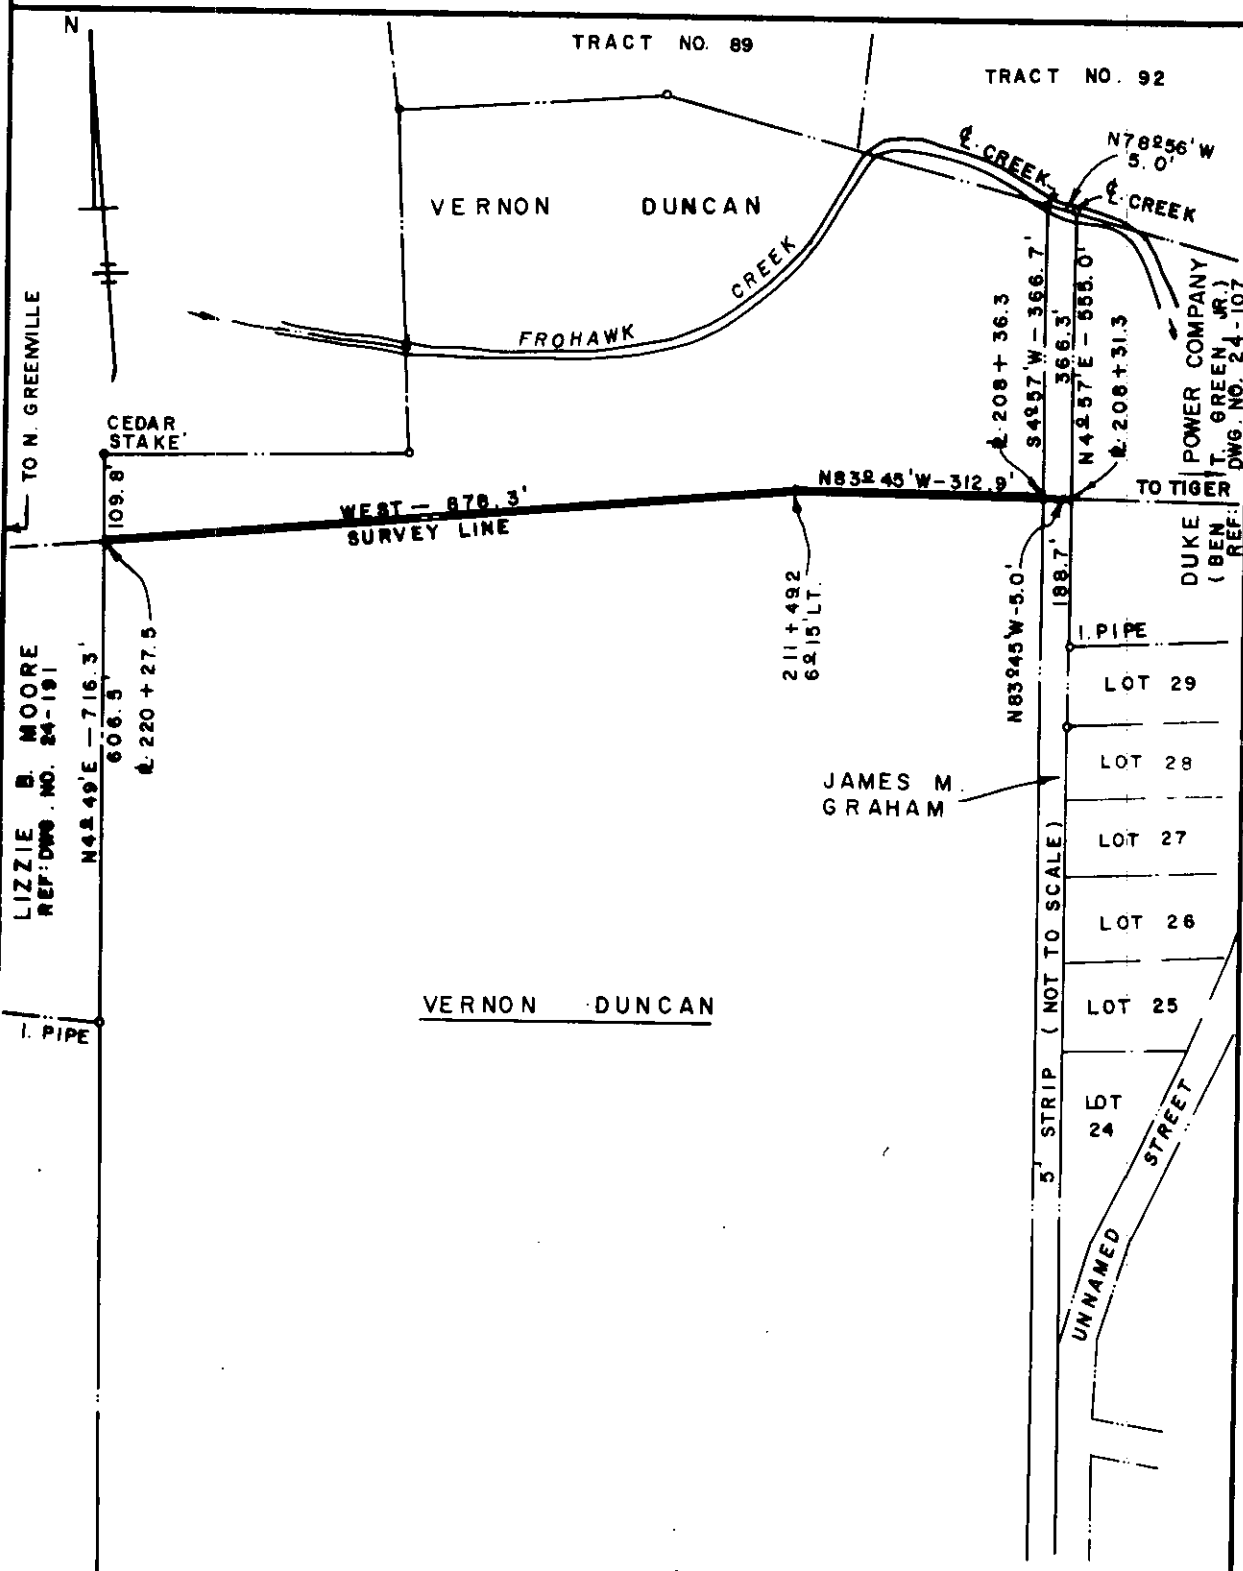 N
TRACT NO. 89
TRACT NO. 92
N78°56'W
5.0'
℄ CREEK
℄ CREEK
VERNON DUNCAN
CREEK
FROHAWK
TO N. GREENVILLE
CEDAR
STAKE
109.8'
WEST — 878.3'
SURVEY LINE
N83°45'W-312.9'
℄ 208+36.3
S4°57'W-366.7'
366.3'
N4°57'E-555.0'
℄ 208+31.3
DUKE POWER COMPANY
(BEN T. GREEN, JR.)
REF: DWG. NO. 24-107
TO TIGER
211+49.2
6°15'LT.
N83°45'W-5.0'
188.7'
I. PIPE
LOT 29
LOT 28
LOT 27
LOT 26
LOT 25
LOT
24
JAMES M.
GRAHAM
LIZZIE B. MOORE
REF: DWG. NO. 24-191
N4°49'E-716.3'
606.5'
℄ 220+27.5
I. PIPE
VERNON DUNCAN
5' STRIP (NOT TO SCALE)
UNNAMED STREET